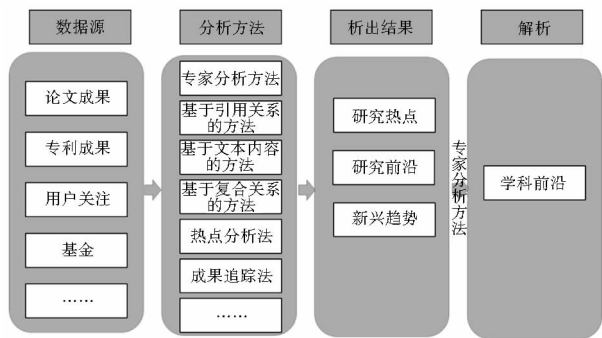 数据源
论文成果
专利成果
用户关注
基金
……
分析方法
专家分析方法
基于引用关系
的方法
基于文本内容
的方法
基于复合关系
的方法
热点分析法
成果追踪法
……
析出结果
研究热点
研究前沿
新兴趋势
专家分析方法
解析
学科前沿